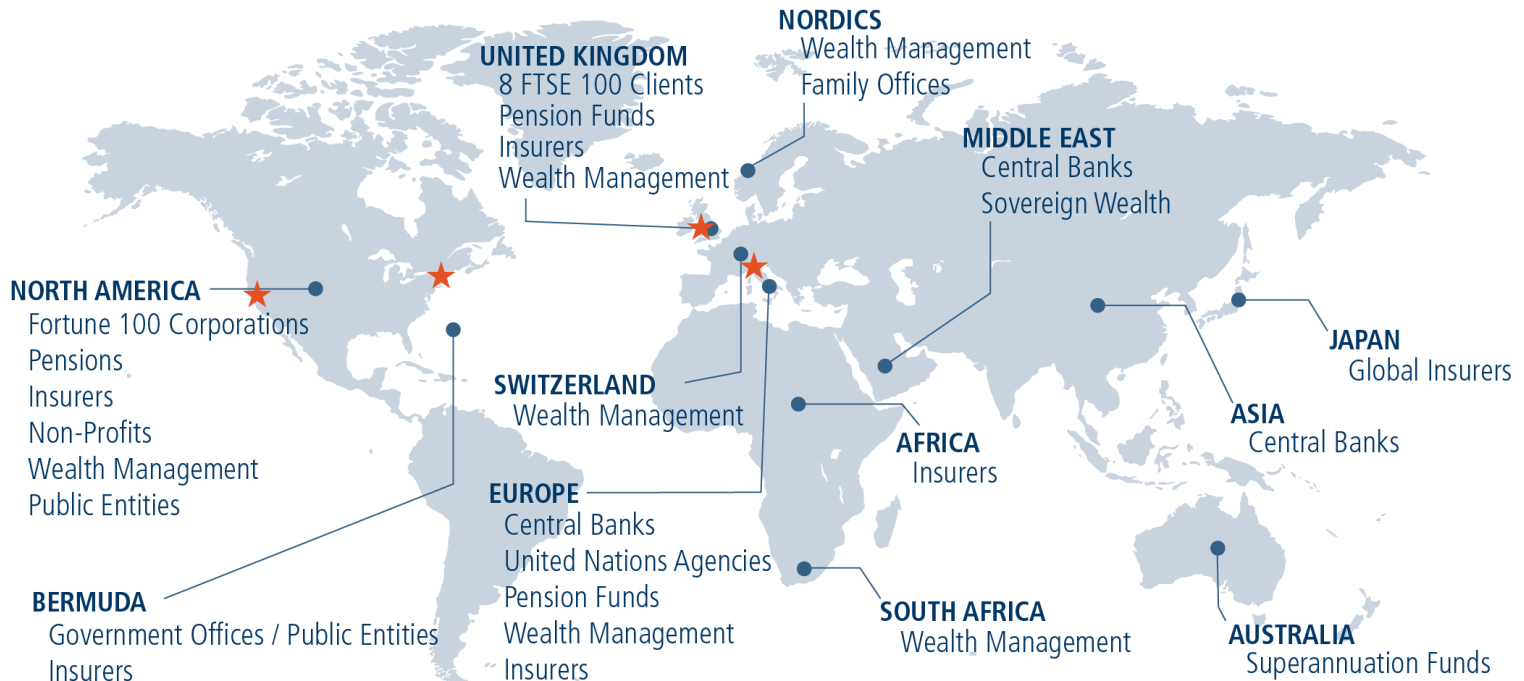 NORDICS
Wealth Management
Family Offices
UNITED KINGDOM
8 FTSE 100 Clients
Pension Funds
Insurers
Wealth Management
MIDDLE EAST
Central Banks
Sovereign Wealth
NORTH AMERICA
Fortune 100 Corporations
Pensions
Insurers
Non-Profits
Wealth Management
Public Entities
JAPAN
Global Insurers
SWITZERLAND
Wealth Management
ASIA
Central Banks
AFRICA
Insurers
EUROPE
Central Banks
United Nations Agencies
Pension Funds
Wealth Management
Insurers
BERMUDA
Government Offices / Public Entities
Insurers
SOUTH AFRICA
Wealth Management
AUSTRALIA
Superannuation Funds